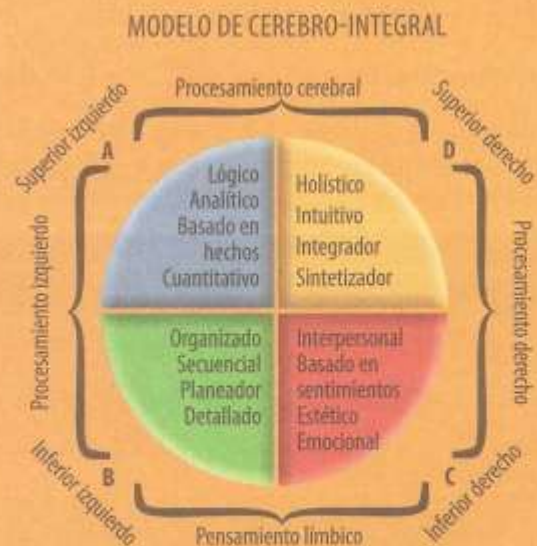 MODELO DE CEREBRO-INTEGRAL
Procesamiento cerebral
Superior izquierdo
Superior derecho
A
D
Lógico
Analítico
Basado en
hechos
Cuantitativo
Holístico
Intuitivo
Integrador
Sintetizador
Procesamiento izquierdo
Procesamiento derecho
Organizado
Secuencial
Planeador
Detallado
Interpersonal
Basado en
sentimientos
Estético
Emocional
B
C
Inferior izquierdo
Inferior derecho
Pensamiento límbico